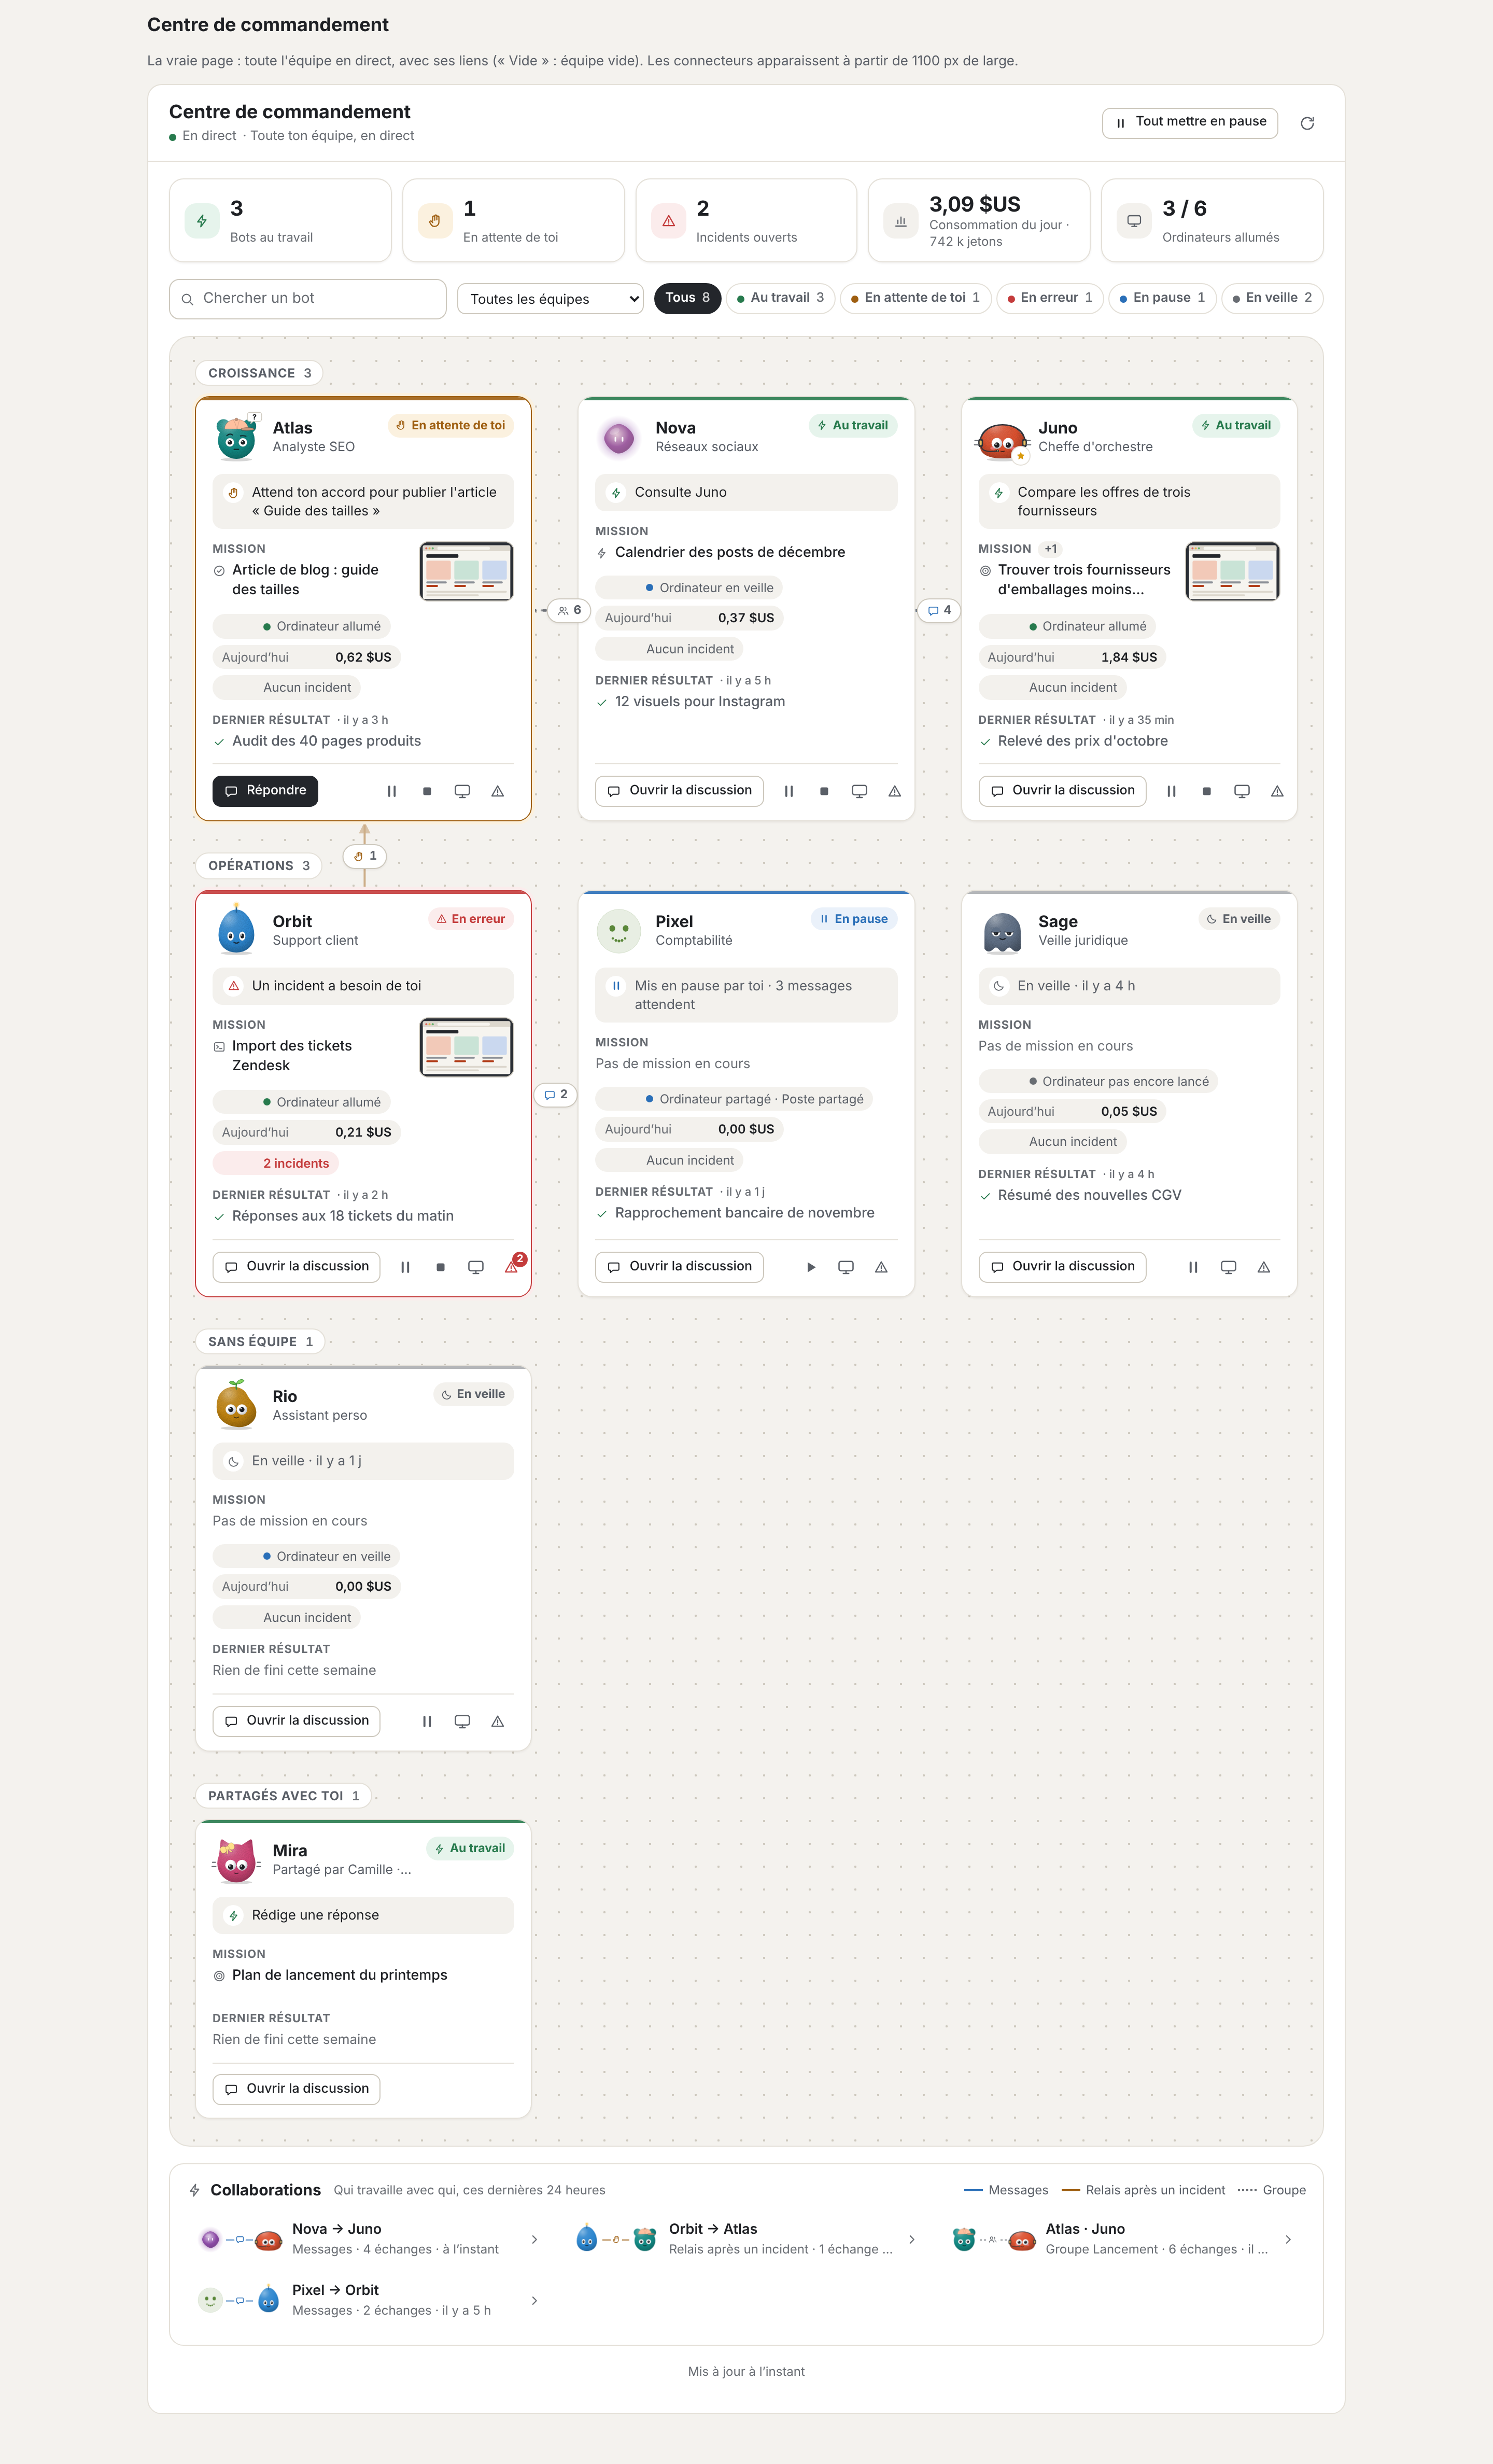 Centre de commandement
La vraie page : toute l'équipe en direct, avec ses liens (« Vide » : équipe vide). Les connecteurs apparaissent à partir de 1100 px de large.
Centre de commandement
En direct · Toute ton équipe, en direct
Tout mettre en pause
3
Bots au travail
1
En attente de toi
2
Incidents ouverts
3,09 $US
Consommation du jour ·
742 k jetons
3 / 6
Ordinateurs allumés
Chercher un bot
Toutes les équipes
Tous 8
Au travail 3
En attente de toi 1
En erreur 1
En pause 1
En veille 2
CROISSANCE 3
Atlas
Analyste SEO
?
En attente de toi
Attend ton accord pour publier l'article
« Guide des tailles »
MISSION
Article de blog : guide
des tailles
Ordinateur allumé
Aujourd’hui 0,62 $US
Aucun incident
DERNIER RÉSULTAT · il y a 3 h
Audit des 40 pages produits
Répondre
6
Nova
Réseaux sociaux
Au travail
Consulte Juno
MISSION
Calendrier des posts de décembre
Ordinateur en veille
Aujourd’hui 0,37 $US
Aucun incident
DERNIER RÉSULTAT · il y a 5 h
12 visuels pour Instagram
Ouvrir la discussion
4
Juno
Cheffe d'orchestre
Au travail
Compare les offres de trois
fournisseurs
MISSION +1
Trouver trois fournisseurs
d'emballages moins...
Ordinateur allumé
Aujourd’hui 1,84 $US
Aucun incident
DERNIER RÉSULTAT · il y a 35 min
Relevé des prix d'octobre
Ouvrir la discussion
1
OPÉRATIONS 3
Orbit
Support client
En erreur
Un incident a besoin de toi
MISSION
Import des tickets
Zendesk
Ordinateur allumé
Aujourd’hui 0,21 $US
2 incidents
DERNIER RÉSULTAT · il y a 2 h
Réponses aux 18 tickets du matin
Ouvrir la discussion
2
2
Pixel
Comptabilité
En pause
Mis en pause par toi · 3 messages
attendent
MISSION
Pas de mission en cours
Ordinateur partagé · Poste partagé
Aujourd’hui 0,00 $US
Aucun incident
DERNIER RÉSULTAT · il y a 1 j
Rapprochement bancaire de novembre
Ouvrir la discussion
Sage
Veille juridique
En veille
En veille · il y a 4 h
MISSION
Pas de mission en cours
Ordinateur pas encore lancé
Aujourd’hui 0,05 $US
Aucun incident
DERNIER RÉSULTAT · il y a 4 h
Résumé des nouvelles CGV
Ouvrir la discussion
SANS ÉQUIPE 1
Rio
Assistant perso
En veille
En veille · il y a 1 j
MISSION
Pas de mission en cours
Ordinateur en veille
Aujourd’hui 0,00 $US
Aucun incident
DERNIER RÉSULTAT
Rien de fini cette semaine
Ouvrir la discussion
PARTAGÉS AVEC TOI 1
Mira
Partagé par Camille ·...
Au travail
Rédige une réponse
MISSION
Plan de lancement du printemps
DERNIER RÉSULTAT
Rien de fini cette semaine
Ouvrir la discussion
Collaborations Qui travaille avec qui, ces dernières 24 heures
Messages
Relais après un incident
Groupe
Nova → Juno
Messages · 4 échanges · à l’instant
Orbit → Atlas
Relais après un incident · 1 échange ...
Atlas · Juno
Groupe Lancement · 6 échanges · il ...
Pixel → Orbit
Messages · 2 échanges · il y a 5 h
Mis à jour à l’instant